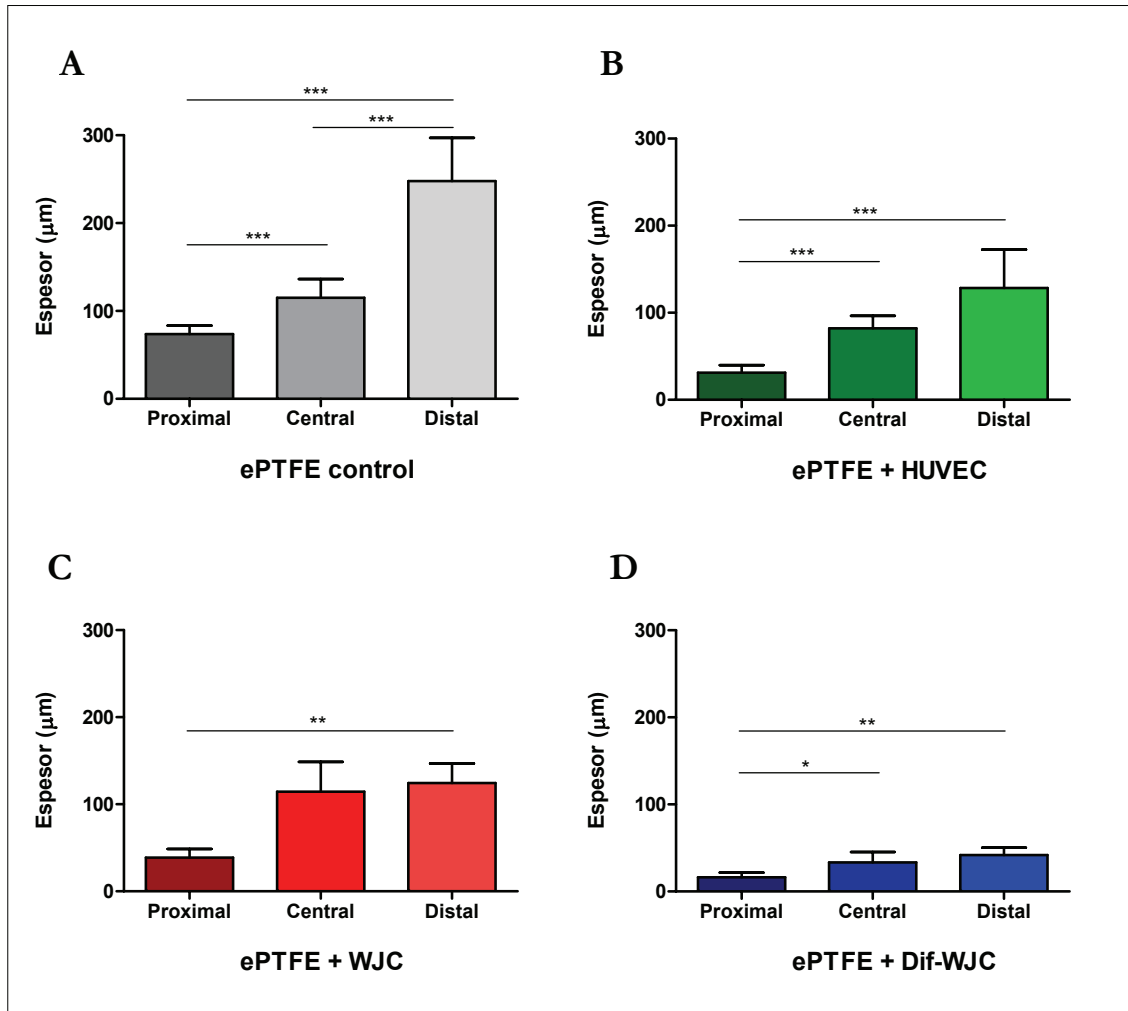 A
***
***
***
300
200
100
0
Espesor (μm)
Proximal Central Distal
ePTFE control
B
***
***
300
200
100
0
Espesor (μm)
Proximal Central Distal
ePTFE + HUVEC
C
**
300
200
100
0
Espesor (μm)
Proximal Central Distal
ePTFE + WJC
D
**
*
300
200
100
0
Espesor (μm)
Proximal Central Distal
ePTFE + Dif-WJC